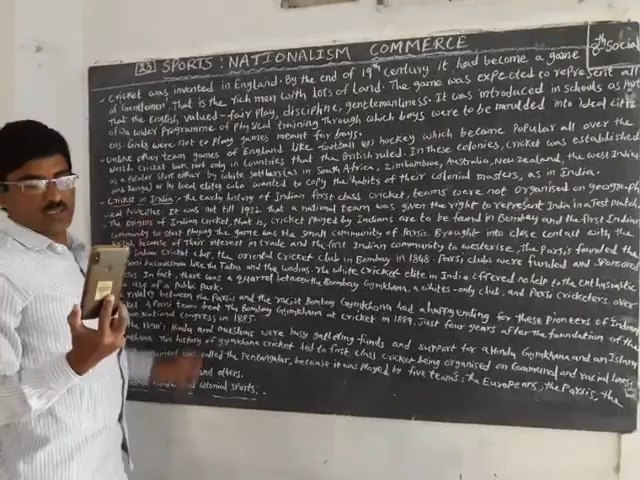 23 SPORTS : NATIONALISM COMMERCE 8th Social
✓ Cricket was invented in England. By the end of 19th century it had become a game
of 'Gentlemen'. That is the rich men with lots of land. The game was expected to represent all
that the English valued - fair play, discipline, gentlemanliness. It was introduced in schools as Part
of a wider Programme of Physical training through which boys were to be moulded into ideal citiz
ens. Girls were not to play games meant for boys.
✓ Unlike other team games of England like football (or) hockey which became popular all over the
world, cricket took root only in Countries that the British ruled. In these colonies, cricket was established
as a popular sport either by white settlers (as in South Africa, Zimbambwe, Australia, New Zealand, the West Indies
and Kenya) or by local elites who wanted to copy the habits of their colonial masters, as in India.
✓ Cricket in India :- the early history of Indian first class cricket, teams were not organised on geograph
-ical Principles. It was not till 1932 that a national team was given the right to represent India in a Test match.
The origins of Indian Cricket, that is, cricket played by Indians are to be found in Bombay and the first Indian
Community to start playing the game was the small community of Parsis. Brought into close contact with the
because of their interest in trade and the first Indian community to westerise, The Parsis founded the
Indian cricket club, the oriental Cricket club in Bombay in 1848. Parsi clubs were funded and sponsored
businessmen like the Tatas and the Wadias. The white Cricket elite in India offered no help to the enthusiastic
In fact, there was a quarrel between the Bombay Gymkhana, a whites-only club, and Parsi cricketers over
use of a public park.
rivalry between the Parsis and the racist Bombay Gymkhana had a happy ending for these pioneers of Indian
A Parsi team beat the Bombay Gymkhana at cricket in 1889. Just four years after the foundation of the
National Congress in 1885.
Hindu and muslims were busy gathering funds and support for a Hindu Gymkhana and an Islam
This history of gymkhana cricket led to first class cricket being organised on Communal and racial lines.
was called the Pentangular, because it was played by five teams : the Europeans, the Parsis, the
and others.
and colonial sports.